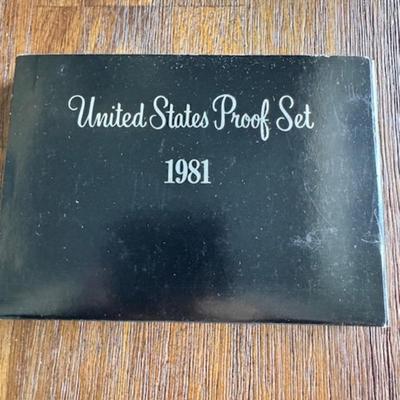 United States Proof Set
1981